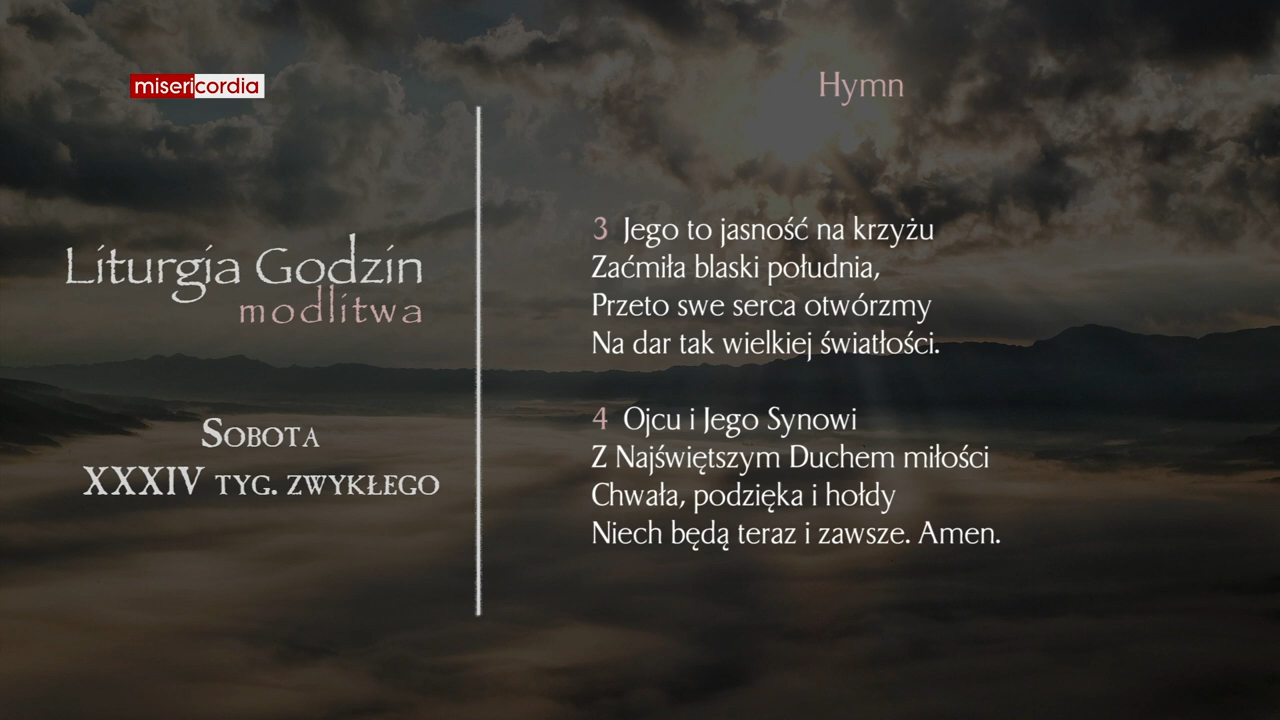 misericordia
Liturgia Godzin
modlitwa
Sobota
XXXIV tyg. zwykłego
Hymn
3 Jego to jasność na krzyżu
Zaćmiła blaski południa,
Przeto swe serca otwórzmy
Na dar tak wielkiej światłości.
4 Ojcu i Jego Synowi
Z Najświętszym Duchem miłości
Chwała, podzięka i hołdy
Niech będą teraz i zawsze. Amen.